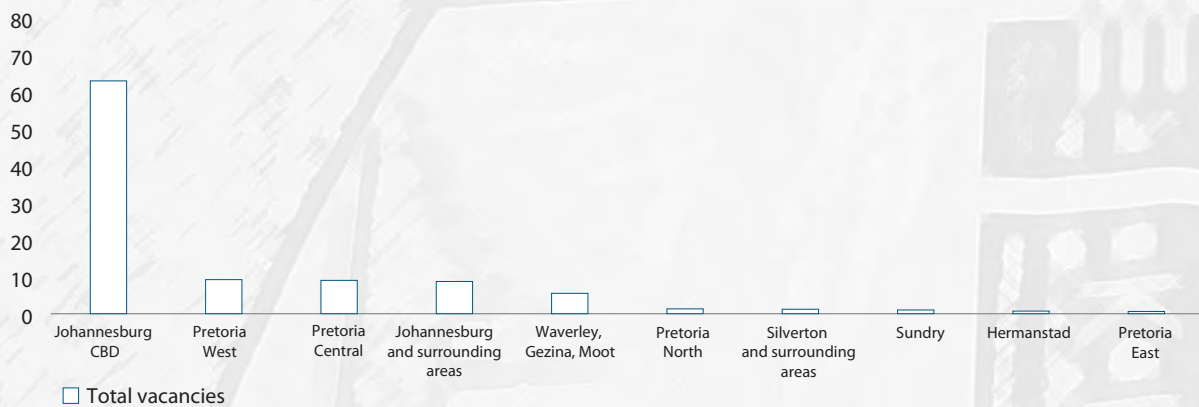 80
70
60
50
40
30
20
10
0
Johannesburg
CBD
Pretoria
West
Pretoria
Central
Johannesburg
and surrounding
areas
Waverley,
Gezina, Moot
Pretoria
North
Silverton
and surrounding
areas
Sundry
Hermanstad
Pretoria
East
Total vacancies